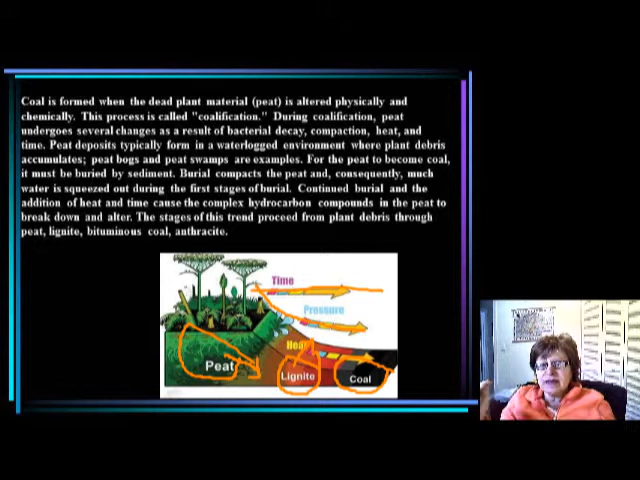 Coal is formed when the dead plant material (peat) is altered physically and
chemically. This process is called "coalification." During coalification, peat
undergoes several changes as a result of bacterial decay, compaction, heat, and
time. Peat deposits typically form in a waterlogged environment where plant debris
accumulates; peat bogs and peat swamps are examples. For the peat to become coal,
it must be buried by sediment. Burial compacts the peat and, consequently, much
water is squeezed out during the first stages of burial. Continued burial and the
addition of heat and time cause the complex hydrocarbon compounds in the peat to
break down and alter. The stages of this trend proceed from plant debris through
peat, lignite, bituminous coal, anthracite.
Time
Pressure
Heat
Peat
Lignite
Coal